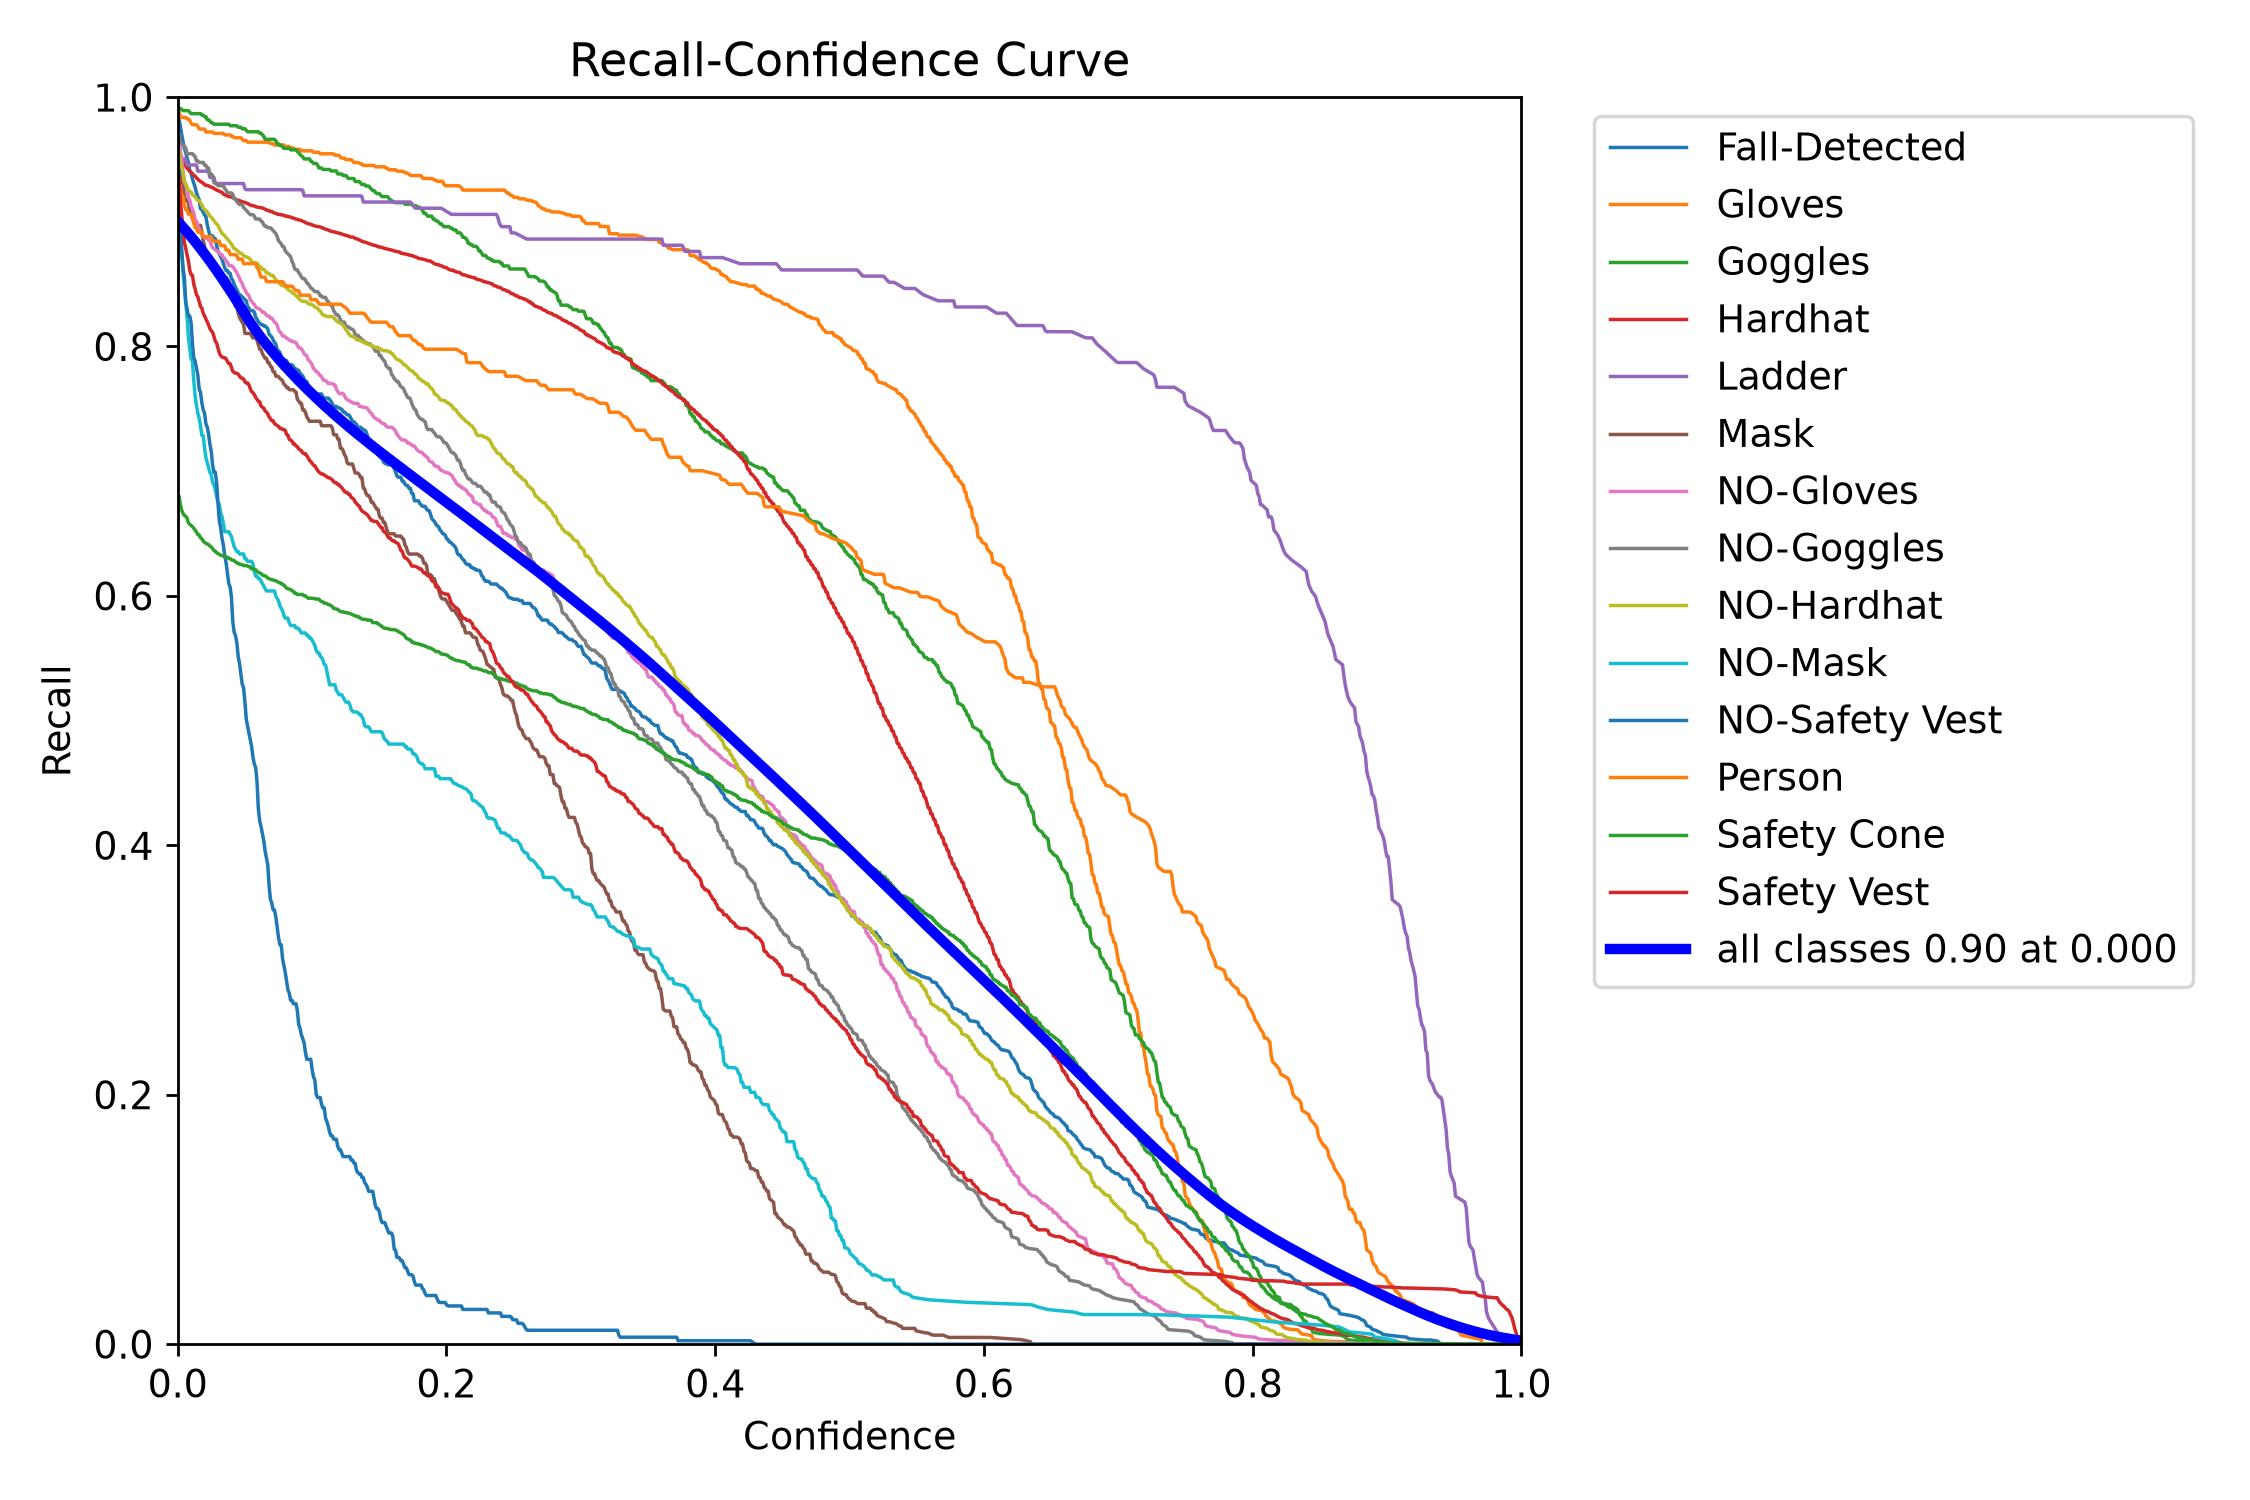 Recall-Confidence Curve
1.0
0.8
0.6
0.4
0.2
0.0
Recall
0.0 0.2 0.4 0.6 0.8 1.0
Confidence
Fall-Detected
Gloves
Goggles
Hardhat
Ladder
Mask
NO-Gloves
NO-Goggles
NO-Hardhat
NO-Mask
NO-Safety Vest
Person
Safety Cone
Safety Vest
all classes 0.90 at 0.000